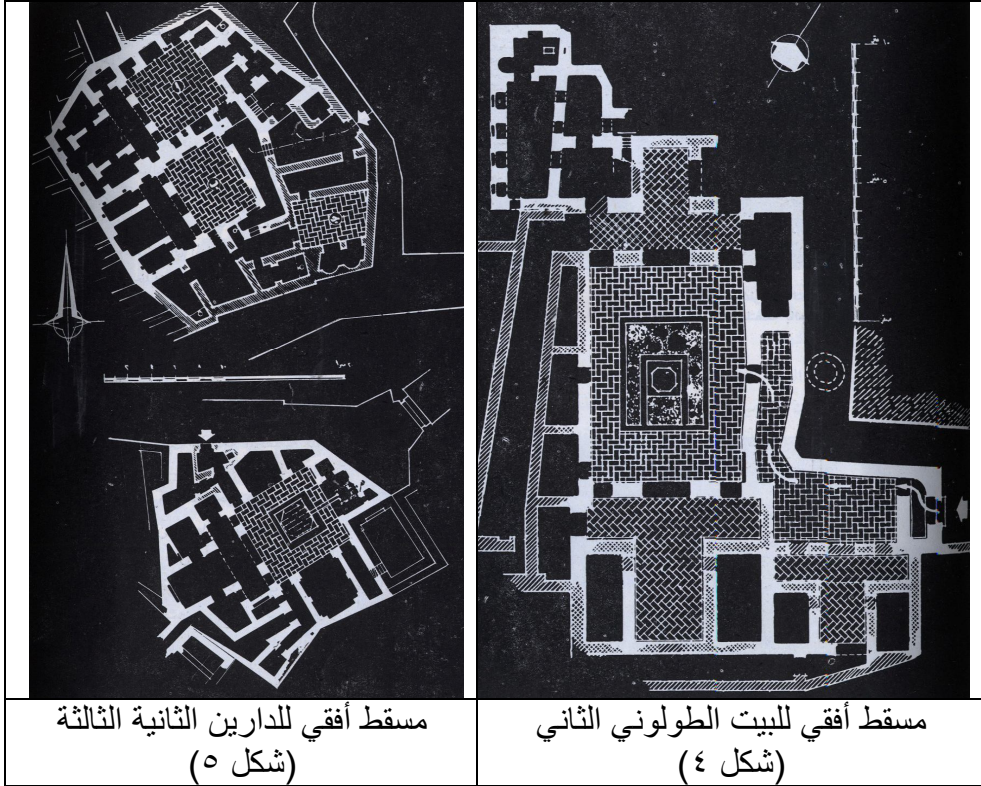 مسقط أفقي للبيت الطولوني الثاني
(شكل ٤)
مسقط أفقي للدارين الثانية الثالثة
(شكل ٥)